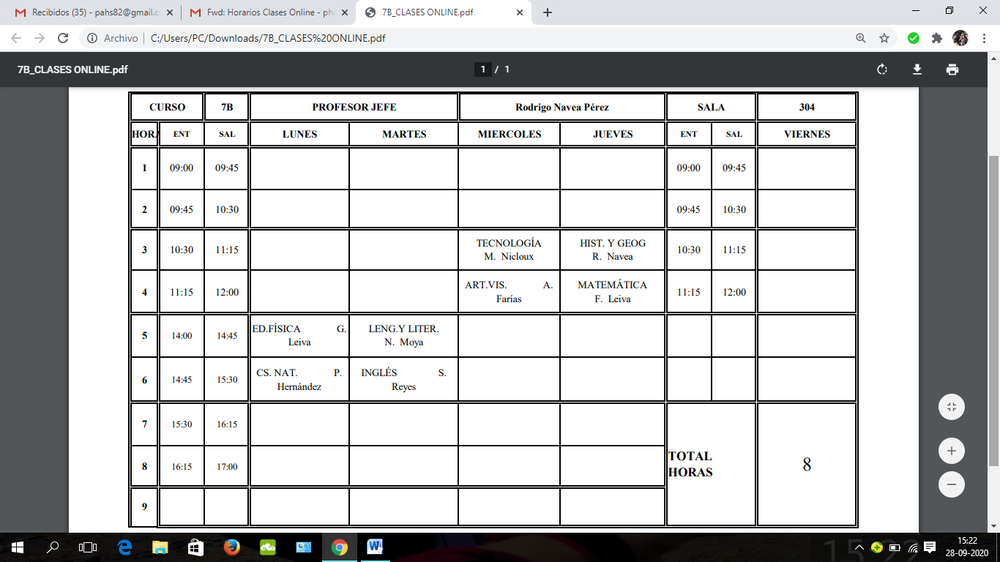 Recibidos (35) - pahs82@gmail.c
Fwd: Horarios Clases Online - ph
7B_CLASES ONLINE.pdf
Archivo | C:/Users/PC/Downloads/7B_CLASES%20ONLINE.pdf
7B_CLASES ONLINE.pdf
1 / 1
CURSO 7B PROFESOR JEFE Rodrigo Navea Pérez SALA 304
HORA ENT SAL LUNES MARTES MIERCOLES JUEVES ENT SAL VIERNES
1 09:00 09:45 09:00 09:45
2 09:45 10:30 09:45 10:30
3 10:30 11:15 TECNOLOGÍA HIST. Y GEOG 10:30 11:15
M. Nicloux R. Navea
4 11:15 12:00 ART.VIS. A. MATEMÁTICA 11:15 12:00
Farías F. Leiva
5 14:00 14:45 ED.FÍSICA G. LENG.Y LITER.
Leiva N. Moya
6 14:45 15:30 CS. NAT. P. INGLÉS S.
Hernández Reyes
7 15:30 16:15
8 16:15 17:00
TOTAL HORAS 8
9
15:22
28-09-2020